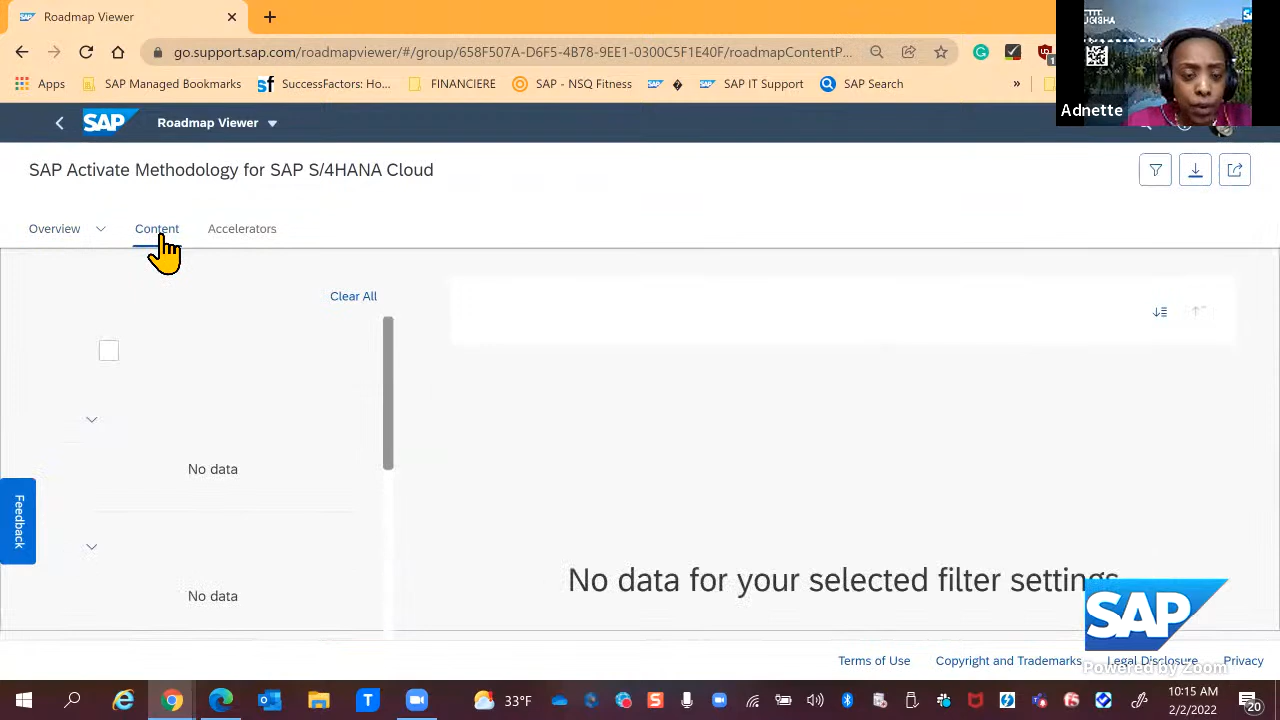 Roadmap Viewer
go.support.sap.com/roadmapviewer/#/group/658F507A-D6F5-4B78-9EE1-0300C5F1E40F/roadmapContentP...
Apps SAP Managed Bookmarks SuccessFactors: Ho... FINANCIERE SAP - NSQ Fitness SAP IT Support SAP Search »
Adnette
SAP Roadmap Viewer
SAP Activate Methodology for SAP S/4HANA Cloud
Overview Content Accelerators
Clear All
No data
Feedback
No data for your selected filter settings
No data
SAP
Terms of Use Copyright and Trademarks Legal Disclosure Privacy
Powered by Zoom
33°F
10:15 AM
2/2/2022
20